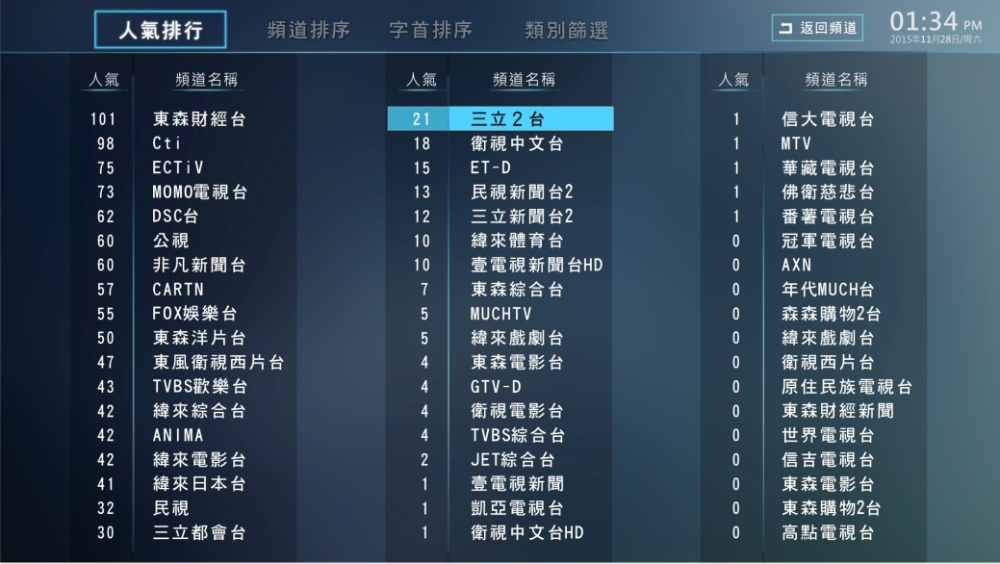 人氣排行 頻道排序 字首排序 類別篩選 返回頻道 01:34 PM
2015年11月28日/周六
人氣 頻道名稱
101 東森財經台
98 Cti
75 ECTiV
73 MOMO電視台
62 DSC台
60 公視
60 非凡新聞台
57 CARTN
55 FOX娛樂台
50 東森洋片台
47 東風衛視西片台
43 TVBS歡樂台
42 緯來綜合台
42 ANIMA
42 緯來電影台
41 緯來日本台
32 民視
30 三立都會台
人氣 頻道名稱
21 三立2台
18 衛視中文台
15 ET-D
13 民視新聞台2
12 三立新聞台2
10 緯來體育台
10 壹電視新聞台HD
7 東森綜合台
5 MUCHTV
5 緯來戲劇台
4 東森電影台
4 GTV-D
4 衛視電影台
4 TVBS綜合台
2 JET綜合台
1 壹電視新聞
1 凱亞電視台
1 衛視中文台HD
人氣 頻道名稱
1 信大電視台
1 MTV
1 華藏電視台
1 佛衛慈悲台
1 番薯電視台
0 冠軍電視台
0 AXN
0 年代MUCH台
0 森森購物2台
0 緯來戲劇台
0 衛視西片台
0 原住民族電視台
0 東森財經新聞
0 世界電視台
0 信吉電視台
0 東森電影台
0 東森購物2台
0 高點電視台